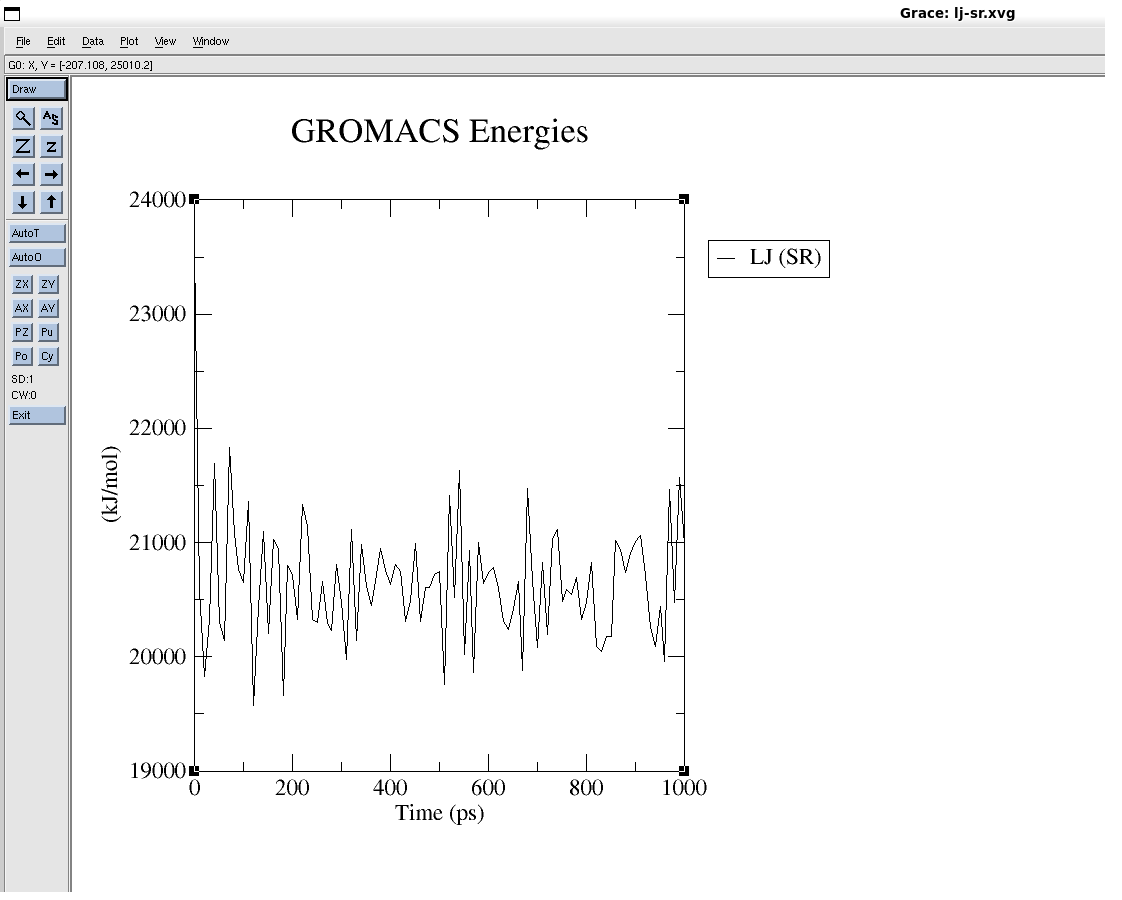 Grace: lj-sr.xvg
File Edit Data Plot View Window
G0: X, Y = [-207.108, 25010.2]
Draw
AS
Z z
AutoT
AutoO
ZX ZY
AX AY
PZ Pu
Po Cy
SD:1
CW:0
Exit
GROMACS Energies
24000
23000
22000
21000
20000
19000
(kJ/mol)
LJ (SR)
0 200 400 600 800 1000
Time (ps)